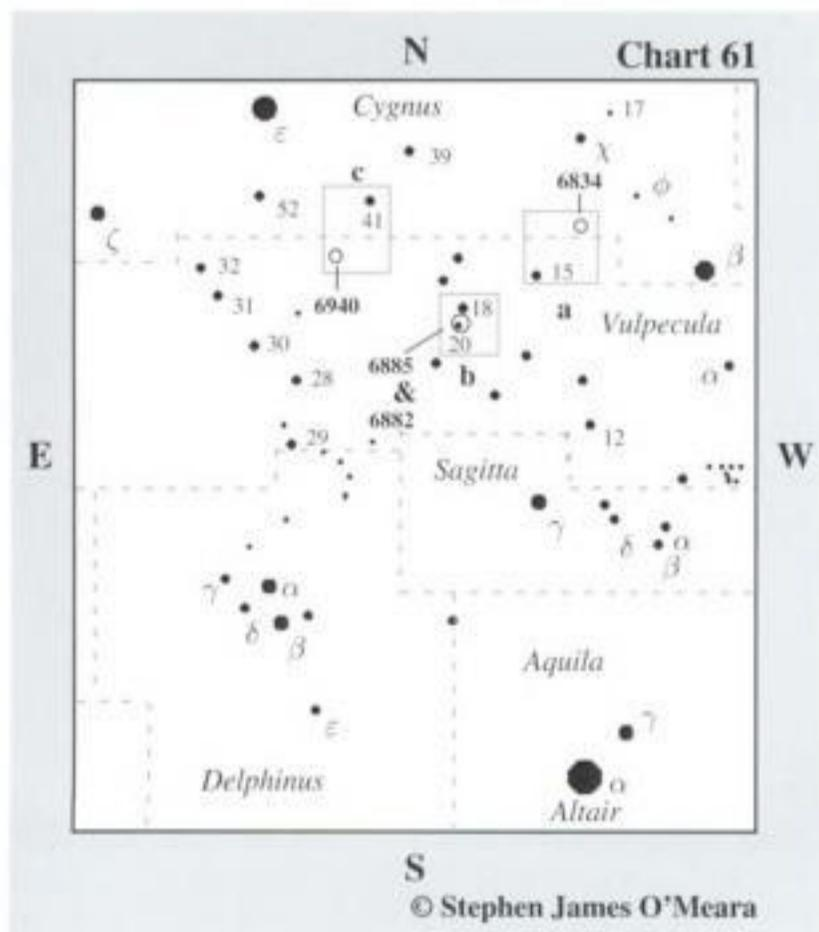 N
Chart 61
Cygnus
17
ε
39
χ
6834
c
φ
52
41
ζ
32
15
β
31
6940
18
a
Vulpecula
30
20
6885
&
6882
b
28
α
29
12
E
W
Sagitta
γ
δ
α
β
γ
α
δ
β
Aquila
ε
γ
Delphinus
α
Altair
S
© Stephen James O'Meara